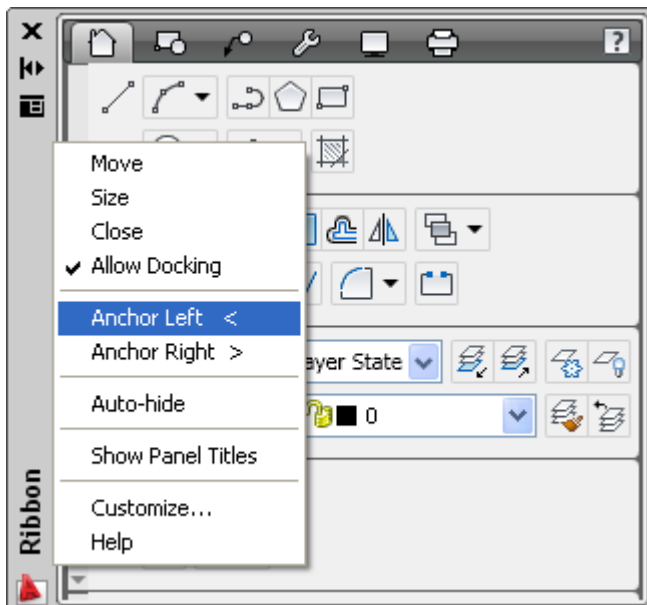 ?
Move
Size
Close
Allow Docking
Anchor Left <
Anchor Right >
ayer State
Auto-hide
0
Show Panel Titles
Customize...
Help
Ribbon